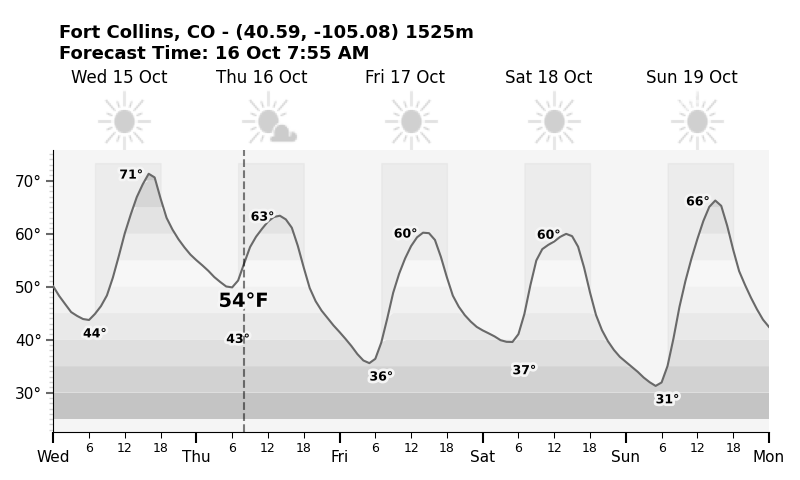 Fort Collins, CO - (40.59, -105.08) 1525m
Forecast Time: 16 Oct 7:55 AM
Wed 15 Oct Thu 16 Oct Fri 17 Oct Sat 18 Oct Sun 19 Oct
70°
60°
50°
40°
30°
71°
63°
60°
60°
66°
54°F
44°
43°
36°
37°
31°
6 12 18 6 12 18 6 12 18 6 12 18 6 12 18
Wed Thu Fri Sat Sun Mon